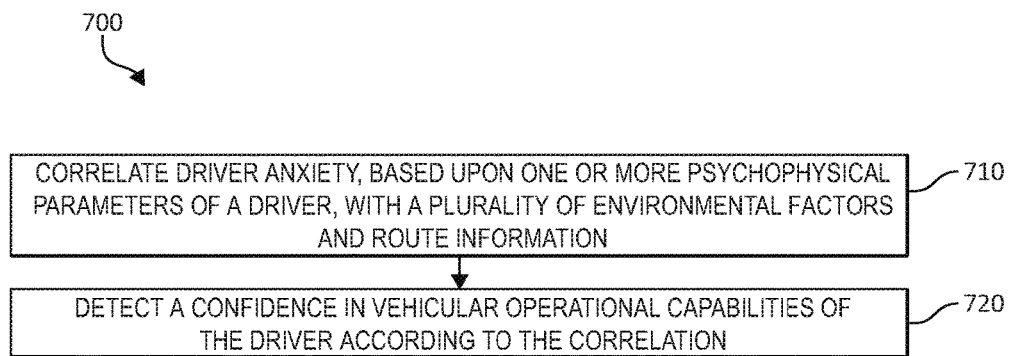 700
CORRELATE DRIVER ANXIETY, BASED UPON ONE OR MORE PSYCHOPHYSICAL
PARAMETERS OF A DRIVER, WITH A PLURALITY OF ENVIRONMENTAL FACTORS
AND ROUTE INFORMATION
710
DETECT A CONFIDENCE IN VEHICULAR OPERATIONAL CAPABILITIES OF
THE DRIVER ACCORDING TO THE CORRELATION
720